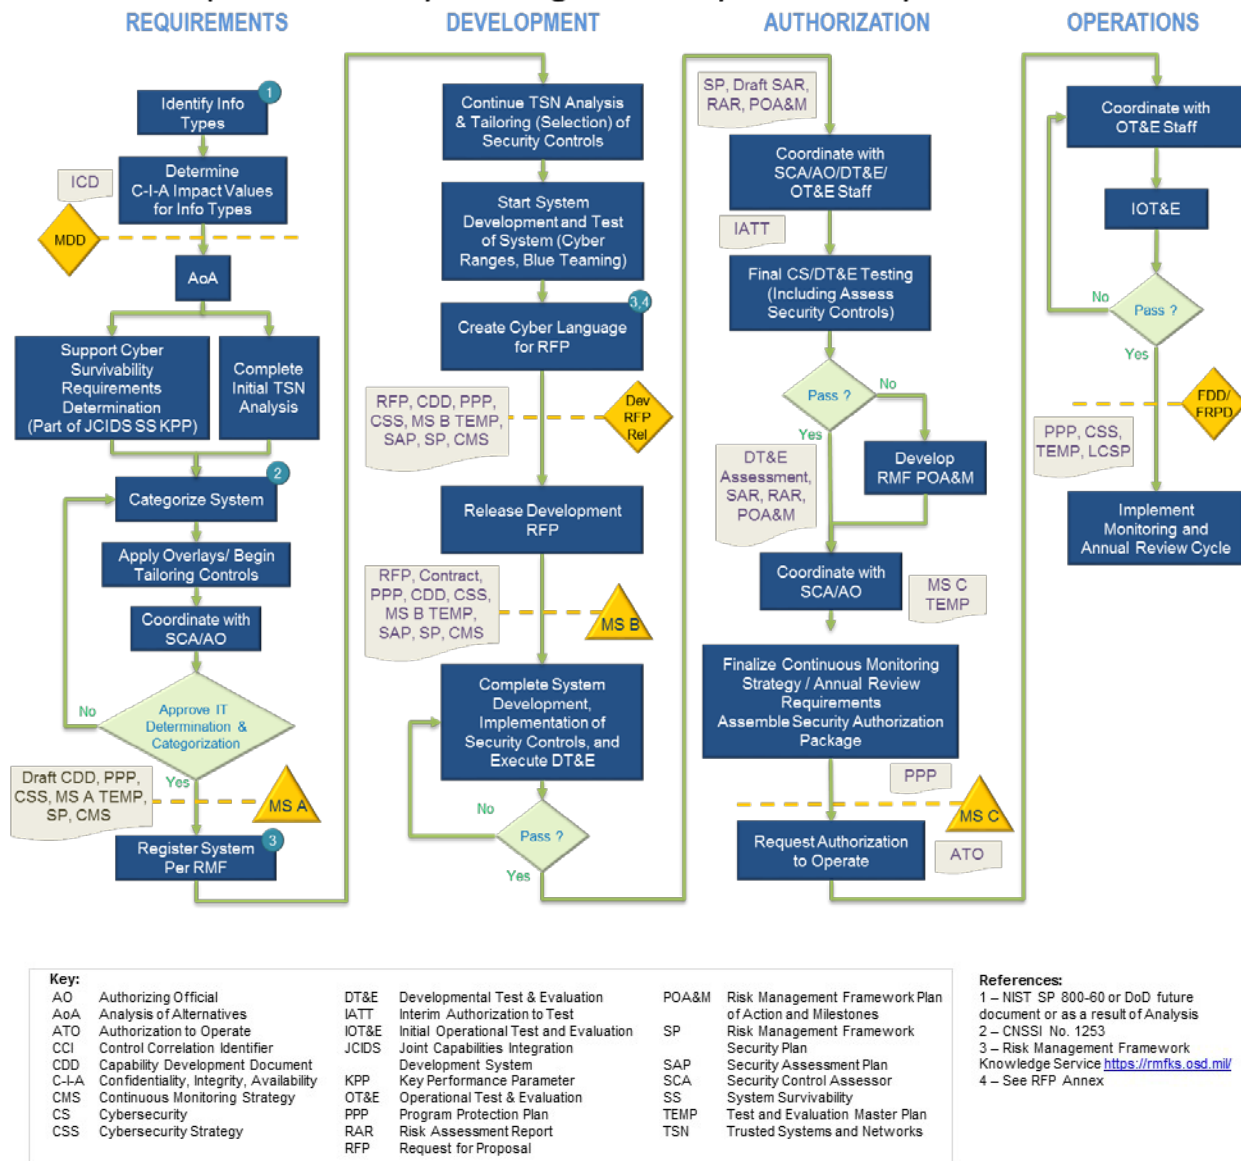 REQUIREMENTS
Identify Info
Types
1
Determine
C-I-A Impact Values
for Info Types
ICD
MDD
AoA
Support Cyber
Survivability
Requirements
Determination
(Part of JCIDS SS KPP)
Complete
Initial TSN
Analysis
2
Categorize System
Apply Overlays/ Begin
Tailoring Controls
Coordinate with
SCA/AO
No
Approve IT
Determination &
Categorization
Yes
Draft CDD, PPP,
CSS, MS A TEMP,
SP, CMS
MS A
Register System
Per RMF
3
DEVELOPMENT
Continue TSN Analysis
& Tailoring (Selection) of
Security Controls
Start System
Development and Test
of System (Cyber
Ranges, Blue Teaming)
3,4
Create Cyber Language
for RFP
RFP, CDD, PPP,
CSS, MS B TEMP,
SAP, SP, CMS
Dev
RFP
Rel
Release Development
RFP
RFP, Contract,
PPP, CDD, CSS,
MS B TEMP,
SAP, SP, CMS
MS B
Complete System
Development,
Implementation of
Security Controls, and
Execute DT&E
No
Pass ?
Yes
AUTHORIZATION
SP, Draft SAR,
RAR, POA&M
Coordinate with
SCA/AO/DT&E/
OT&E Staff
IATT
Final CS/DT&E Testing
(Including Assess
Security Controls)
Pass ?
No
Yes
DT&E
Assessment,
SAR, RAR,
POA&M
Develop
RMF POA&M
Coordinate with
SCA/AO
MS C
TEMP
Finalize Continuous Monitoring
Strategy / Annual Review
Requirements
Assemble Security Authorization
Package
PPP
MS C
Request Authorization
to Operate
ATO
OPERATIONS
Coordinate with
OT&E Staff
IOT&E
No
Pass ?
Yes
FDD/
FRPD
PPP, CSS,
TEMP, LCSP
Implement
Monitoring and
Annual Review Cycle
Key:
AO Authorizing Official
AoA Analysis of Alternatives
ATO Authorization to Operate
CCI Control Correlation Identifier
CDD Capability Development Document
C-I-A Confidentiality, Integrity, Availability
CMS Continuous Monitoring Strategy
CS Cybersecurity
CSS Cybersecurity Strategy
DT&E Developmental Test & Evaluation
IATT Interim Authorization to Test
IOT&E Initial Operational Test and Evaluation
JCIDS Joint Capabilities Integration
Development System
KPP Key Performance Parameter
OT&E Operational Test & Evaluation
PPP Program Protection Plan
RAR Risk Assessment Report
RFP Request for Proposal
POA&M Risk Management Framework Plan
of Action and Milestones
SP Risk Management Framework
Security Plan
SAP Security Assessment Plan
SCA Security Control Assessor
SS System Survivability
TEMP Test and Evaluation Master Plan
TSN Trusted Systems and Networks
References:
1 – NIST SP 800-60 or DoD future
document or as a result of Analysis
2 – CNSSI No. 1253
3 – Risk Management Framework
Knowledge Service https://rmfks.osd.mil/
4 – See RFP Annex